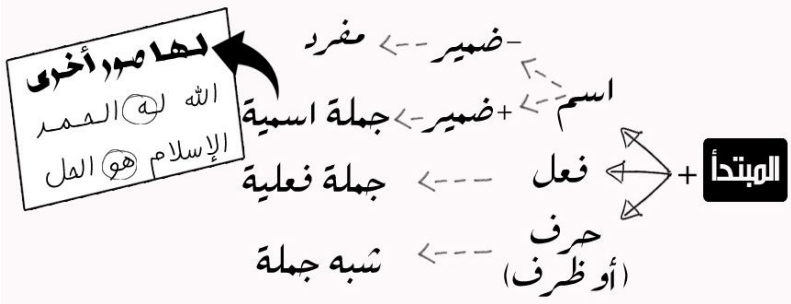 -ضمير <-- مفرد
لها صور أخرى
اسم
+ضمير <- جملة اسمية
الله له الحمد
الإسلام هو الحل
المبتدأ +
فعل <--- جملة فعلية
حرف
(أو ظرف) <--- شبه جملة